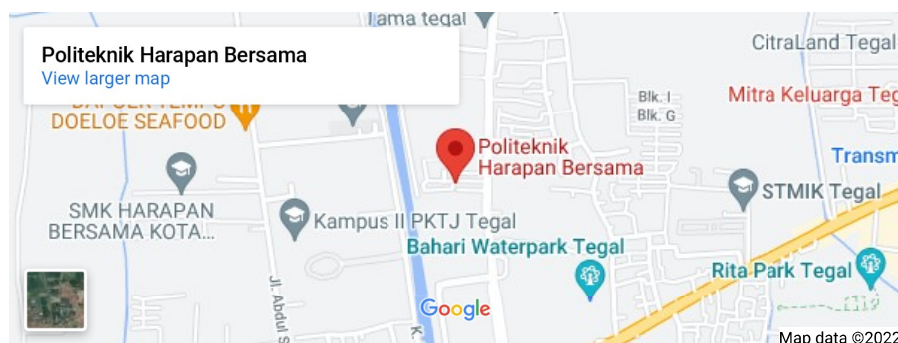 Lama tegal
Politeknik Harapan Bersama
View larger map
CitraLand Tegal
DOELOE SEAFOOD
Blk. I
Blk. G
Mitra Keluarga Teg
Politeknik
Harapan Bersama
Transm
SMK HARAPAN
BERSAMA KOTA...
Kampus II PKTJ Tegal
STMIK Tegal
Bahari Waterpark Tegal
Rita Park Tegal
Jl. Abdul S
K.
Google
Map data ©2022